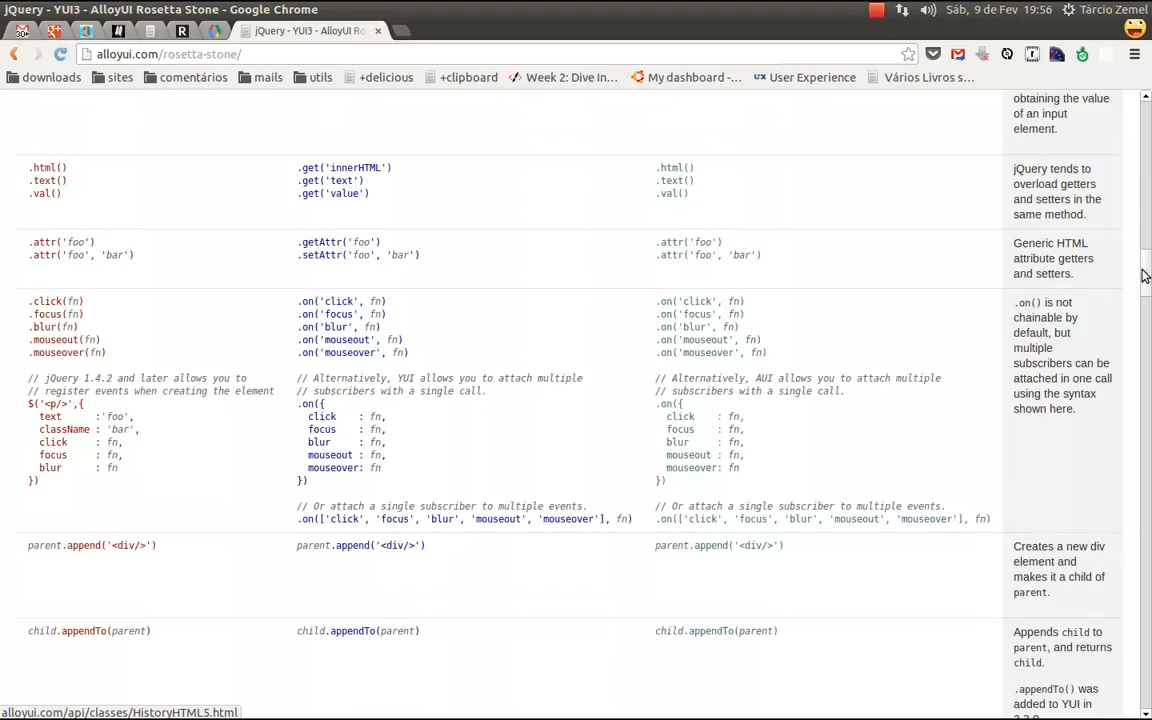 jQuery - YUI3 - AlloyUI Rosetta Stone - Google Chrome
Sáb, 9 de Fev 19:56 Tárcio Zemel
30+
R
jQuery - YUI3 - AlloyUI Ro
alloyui.com/rosetta-stone/
downloads sites comentários mails utils +delicious +clipboard Week 2: Dive In... My dashboard -... UX User Experience Vários Livros s...
obtaining the value
of an input
element.
.html() .get('innerHTML') .html()
.text() .get('text') .text()
.val() .get('value') .val()
jQuery tends to
overload getters
and setters in the
same method.
.attr('foo') .getAttr('foo') .attr('foo')
.attr('foo', 'bar') .setAttr('foo', 'bar') .attr('foo', 'bar')
Generic HTML
attribute getters
and setters.
.click(fn)
.focus(fn)
.blur(fn)
.mouseout(fn)
.mouseover(fn)
// jQuery 1.4.2 and later allows you to
// register events when creating the element
$('<p/>',{
text :'foo',
className : 'bar',
click : fn,
focus : fn,
blur : fn
})
.on('click', fn)
.on('focus', fn)
.on('blur', fn)
.on('mouseout', fn)
.on('mouseover', fn)
// Alternatively, YUI allows you to attach multiple
// subscribers with a single call.
.on({
click : fn,
focus : fn,
blur : fn,
mouseout : fn,
mouseover: fn
})
// Or attach a single subscriber to multiple events.
.on(['click', 'focus', 'blur', 'mouseout', 'mouseover'], fn)
.on('click', fn)
.on('focus', fn)
.on('blur', fn)
.on('mouseout', fn)
.on('mouseover', fn)
// Alternatively, AUI allows you to attach multiple
// subscribers with a single call.
.on({
click : fn,
focus : fn,
blur : fn,
mouseout : fn,
mouseover: fn
})
// Or attach a single subscriber to multiple events.
.on(['click', 'focus', 'blur', 'mouseout', 'mouseover'], fn)
.on() is not
chainable by
default, but
multiple
subscribers can be
attached in one call
using the syntax
shown here.
parent.append('<div/>') parent.append('<div/>') parent.append('<div/>')
Creates a new div
element and
makes it a child of
parent.
child.appendTo(parent) child.appendTo(parent) child.appendTo(parent)
Appends child to
parent, and returns
child.
.appendTo() was
added to YUI in
alloyui.com/api/classes/HistoryHTML5.html